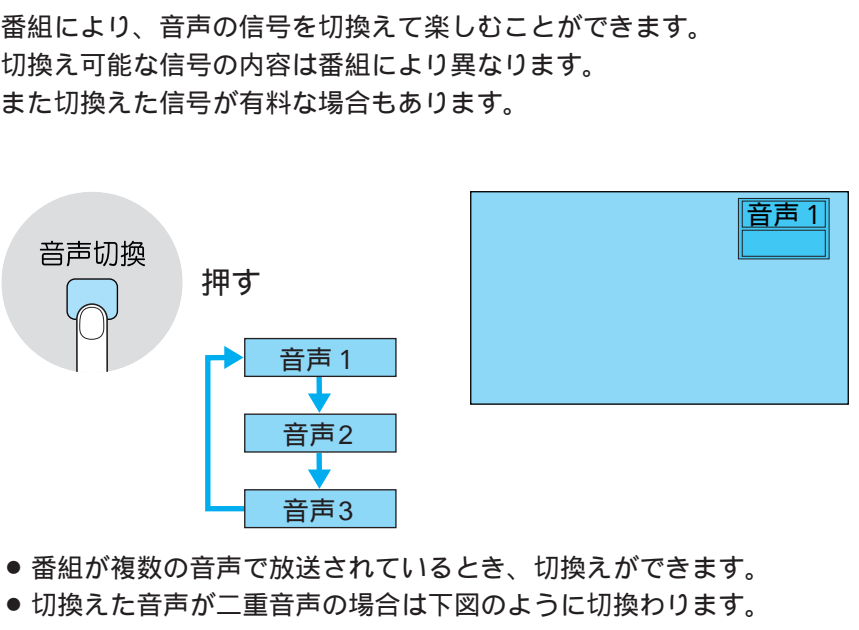 番組により、音声の信号を切換えて楽しむことができます。
切換え可能な信号の内容は番組により異なります。
また切換えた信号が有料な場合もあります。
音声切換
押す
音声 1
音声 1
音声2
音声3
● 番組が複数の音声で放送されているとき、切換えができます。
● 切換えた音声が二重音声の場合は下図のように切換わります。